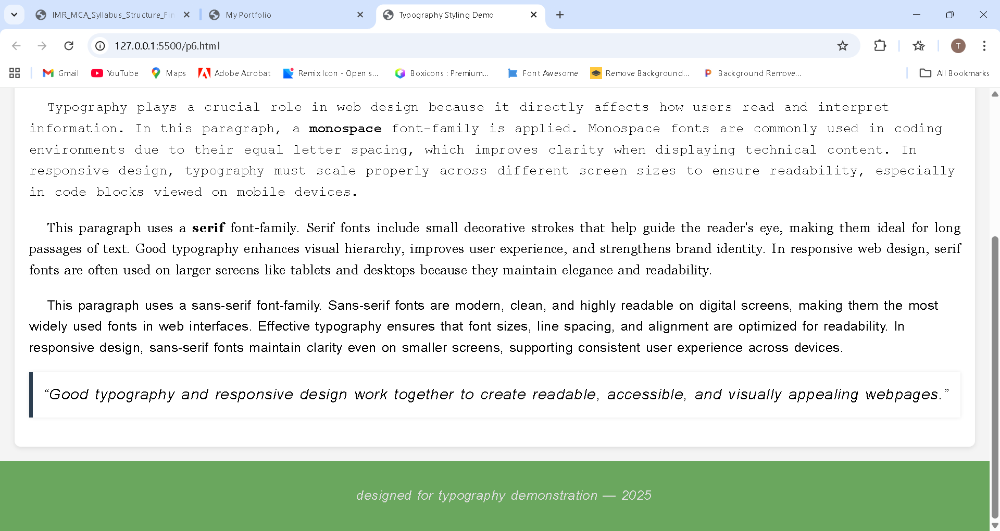 IMR_MCA_Syllabus_Structure_Fin
My Portfolio
Typography Styling Demo
127.0.0.1:5500/p6.html
T
Gmail
YouTube
Maps
Adobe Acrobat
Remix Icon - Open s...
Boxicons : Premium...
Font Awesome
Remove Background...
Background Remove...
All Bookmarks
Typography plays a crucial role in web design because it directly affects how users read and interpret
information. In this paragraph, a monospace font-family is applied. Monospace fonts are commonly used in coding
environments due to their equal letter spacing, which improves clarity when displaying technical content. In
responsive design, typography must scale properly across different screen sizes to ensure readability, especially
in code blocks viewed on mobile devices.
This paragraph uses a serif font-family. Serif fonts include small decorative strokes that help guide the reader's eye, making them ideal for long
passages of text. Good typography enhances visual hierarchy, improves user experience, and strengthens brand identity. In responsive web design, serif
fonts are often used on larger screens like tablets and desktops because they maintain elegance and readability.
This paragraph uses a sans-serif font-family. Sans-serif fonts are modern, clean, and highly readable on digital screens, making them the most
widely used fonts in web interfaces. Effective typography ensures that font sizes, line spacing, and alignment are optimized for readability. In
responsive design, sans-serif fonts maintain clarity even on smaller screens, supporting consistent user experience across devices.
“Good typography and responsive design work together to create readable, accessible, and visually appealing webpages.”
designed for typography demonstration — 2025